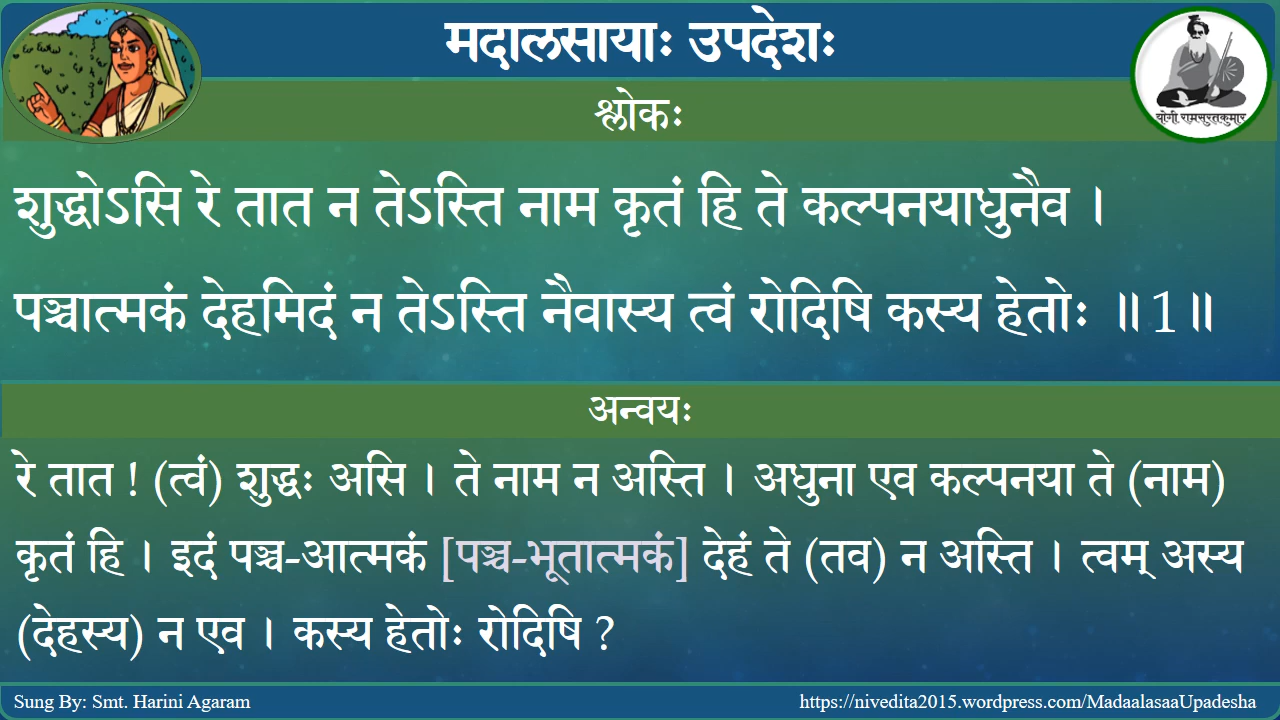 मदालसायाः उपदेशः
योगी रामसुरतकुमार
श्लोकः
शुद्धोऽसि रे तात न तेऽस्ति नाम कृतं हि ते कल्पनयाधुनैव ।
पञ्चात्मकं देहमिदं न तेऽस्ति नैवास्य त्वं रोदिषि कस्य हेतोः ॥1॥
अन्वयः
रे तात ! (त्वं) शुद्धः असि । ते नाम न अस्ति । अधुना एव कल्पनया ते (नाम)
कृतं हि । इदं पञ्च-आत्मकं [पञ्च-भूतात्मकं] देहं ते (तव) न अस्ति । त्वम् अस्य
(देहस्य) न एव । कस्य हेतोः रोदिषि ?
Sung By: Smt. Harini Agaram
https://nivedita2015.wordpress.com/MadaalasaaUpadesha